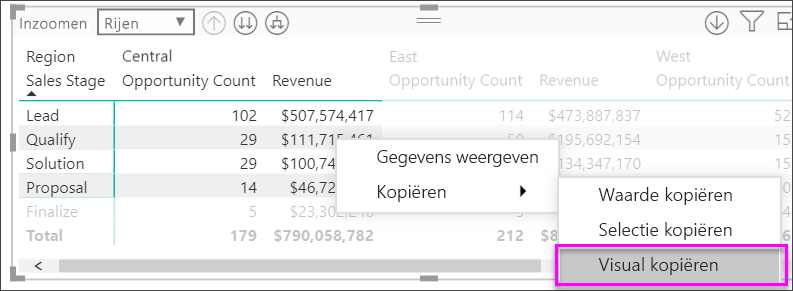 Inzoomen Rijen
Region Central East West
Sales Stage Opportunity Count Revenue Opportunity Count Revenue Opportunity Count
Lead 102 $507,574,417 114 $473,887,837 52
Qualify 29 $111,715,461 $195,692,154 15
Solution 29 $100,74 $134,347,170 15
Proposal 14 $46,72
Finalize 5 $23,302,246
Total 179 $790,058,782 212 $8 6
Gegevens weergeven
Kopiëren
Waarde kopiëren
Selectie kopiëren
Visual kopiëren